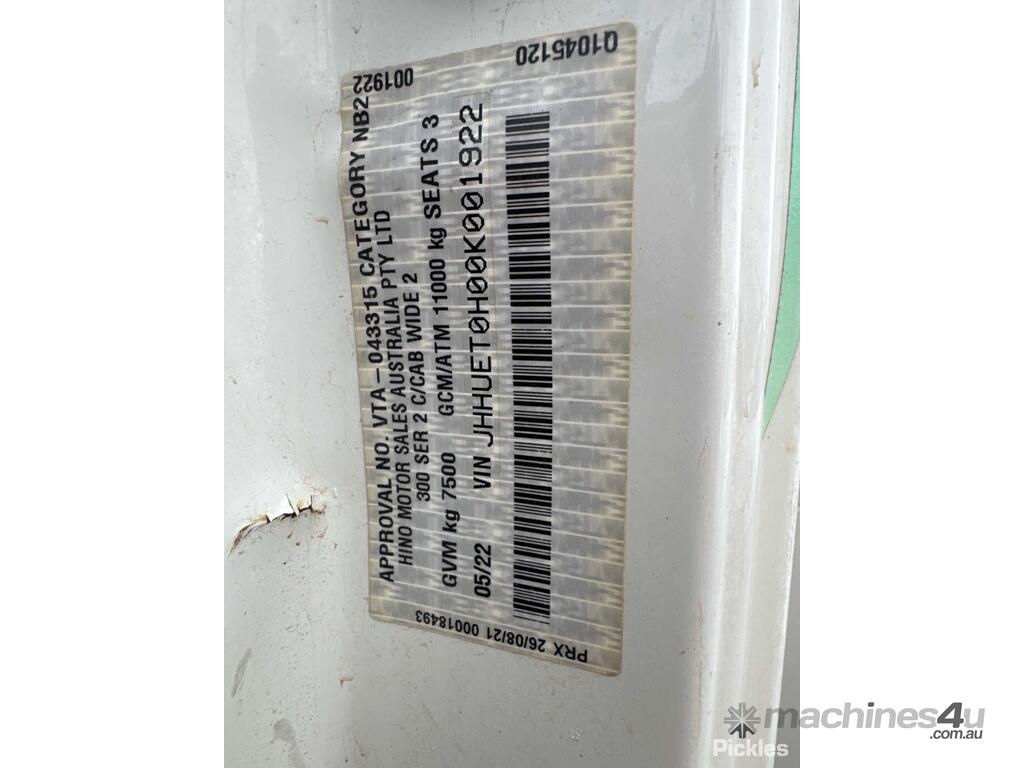 APPROVAL NO. VTA-043315 CATEGORY NB2
HINO MOTOR SALES AUSTRALIA PTY LTD
300 SER 2 C/CAB WIDE 2
GVM kg 7500 GCM/ATM 11000 kg SEATS 3
05/22 VIN JHHUET0H00K001922
001922
Q1045120
PRX 26/08/21 00018493
machines4u
.com.au
Pickles